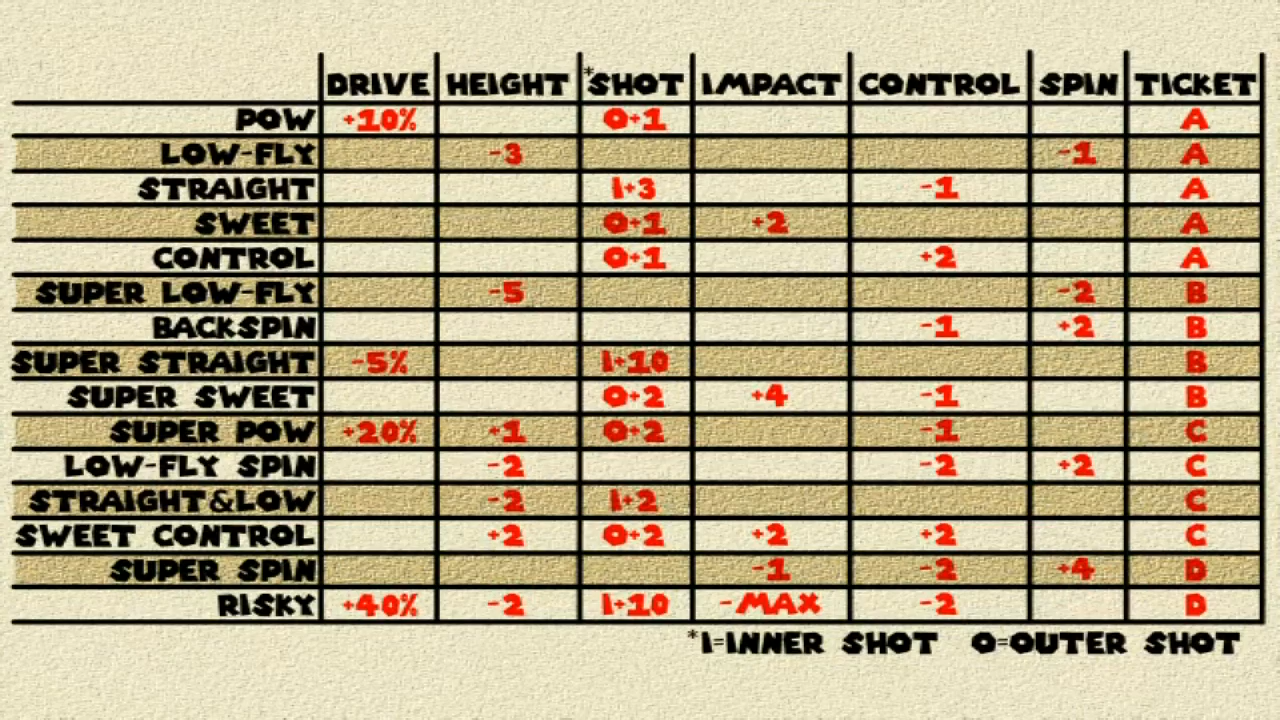 DRIVE HEIGHT *SHOT IMPACT CONTROL SPIN TICKET
POW +10% O+1 A
LOW-FLY -3 -1 A
STRAIGHT I+3 -1 A
SWEET O+1 +2 A
CONTROL O+1 +2 A
SUPER LOW-FLY -5 -2 B
BACKSPIN -1 +2 B
SUPER STRAIGHT -5% I+10 B
SUPER SWEET O+2 +4 -1 B
SUPER POW +20% +1 O+2 -1 C
LOW-FLY SPIN -2 -2 +2 C
STRAIGHT&LOW -2 I+2 C
SWEET CONTROL +2 O+2 +2 +2 C
SUPER SPIN -1 -2 +4 D
RISKY +40% -2 I+10 -MAX -2 D
*I=INNER SHOT O=OUTER SHOT